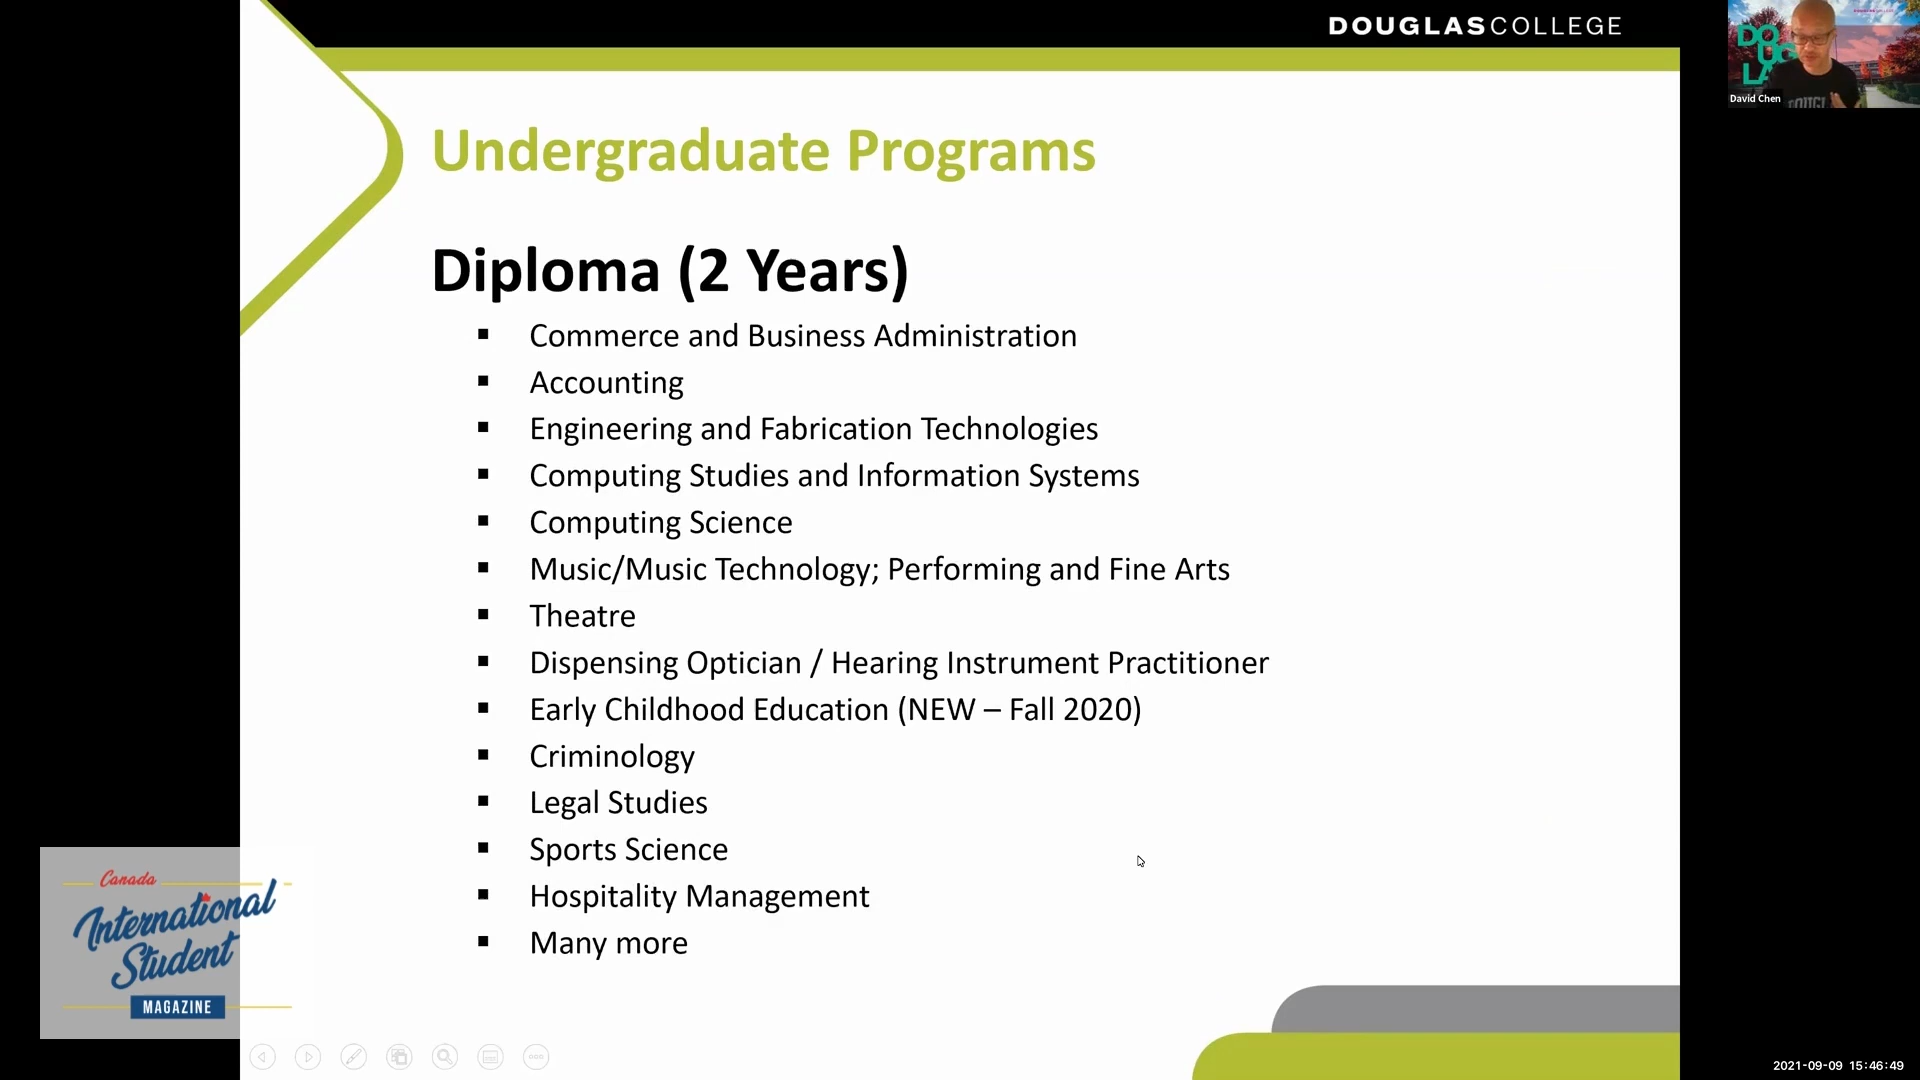 DOUGLASCOLLEGE
Undergraduate Programs
Diploma (2 Years)
▪ Commerce and Business Administration
▪ Accounting
▪ Engineering and Fabrication Technologies
▪ Computing Studies and Information Systems
▪ Computing Science
▪ Music/Music Technology; Performing and Fine Arts
▪ Theatre
▪ Dispensing Optician / Hearing Instrument Practitioner
▪ Early Childhood Education (NEW – Fall 2020)
▪ Criminology
▪ Legal Studies
▪ Sports Science
▪ Hospitality Management
▪ Many more
David Chen
Canada
International
Student
MAGAZINE
2021-09-09 15:46:49